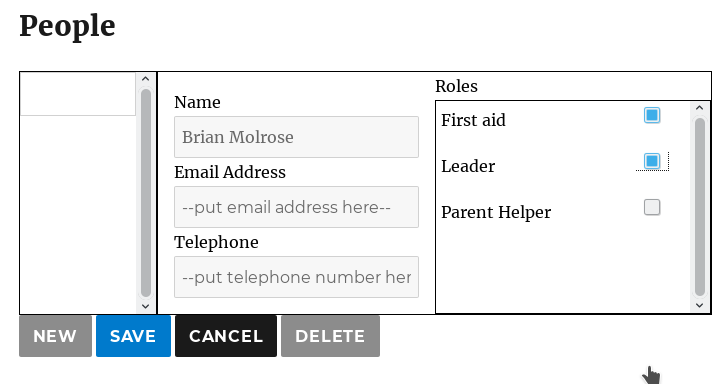 People
Roles
Name
First aid
Brian Molrose
Leader
Email Address
--put email address here--
Parent Helper
Telephone
--put telephone number her
NEW SAVE CANCEL DELETE